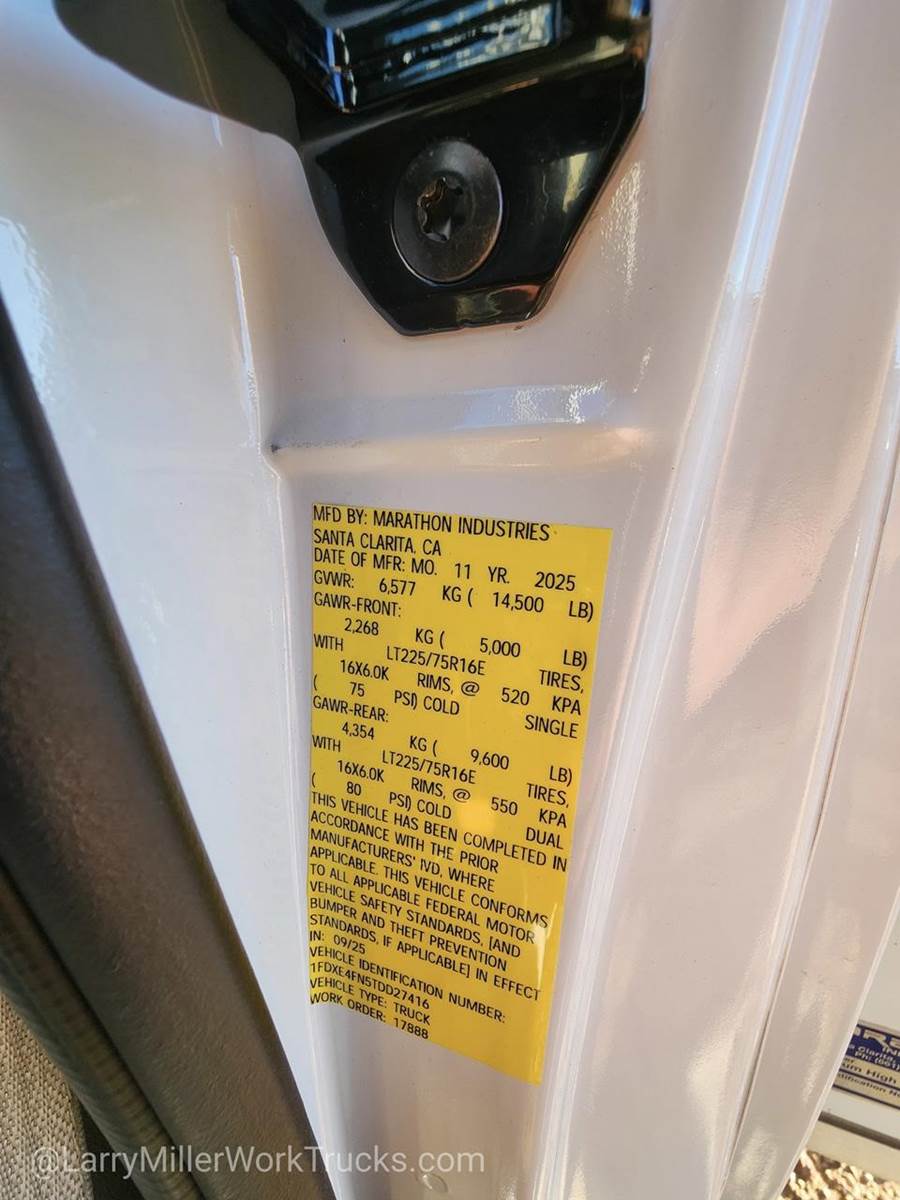 MFD BY: MARATHON INDUSTRIES
SANTA CLARITA, CA
DATE OF MFR: MO. 11 YR. 2025
GVWR: 6,577 KG ( 14,500 LB)
GAWR-FRONT:
2,268 KG ( 5,000 LB)
WITH LT225/75R16E TIRES,
16X6.0K RIMS, @ 520 KPA
( 75 PSI) COLD SINGLE
GAWR-REAR:
4,354 KG ( 9,600 LB)
WITH LT225/75R16E TIRES,
16X6.0K RIMS, @ 550 KPA
( 80 PSI) COLD DUAL
THIS VEHICLE HAS BEEN COMPLETED IN
ACCORDANCE WITH THE PRIOR
MANUFACTURERS' IVD, WHERE
APPLICABLE. THIS VEHICLE CONFORMS
TO ALL APPLICABLE FEDERAL MOTOR
VEHICLE SAFETY STANDARDS, [AND
BUMPER AND THEFT PREVENTION
STANDARDS, IF APPLICABLE] IN EFFECT
IN: 09/25
VEHICLE IDENTIFICATION NUMBER:
1FDXE4FN5TDD27416
VEHICLE TYPE: TRUCK
WORK ORDER: 17888
Clarita,
Ph: (661)
High
@LarryMillerWorkTrucks.com